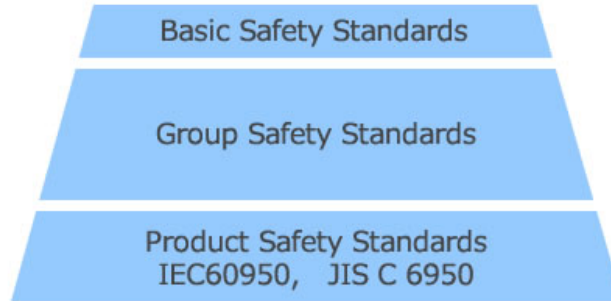 Basic Safety Standards
Group Safety Standards
Product Safety Standards
IEC60950, JIS C 6950